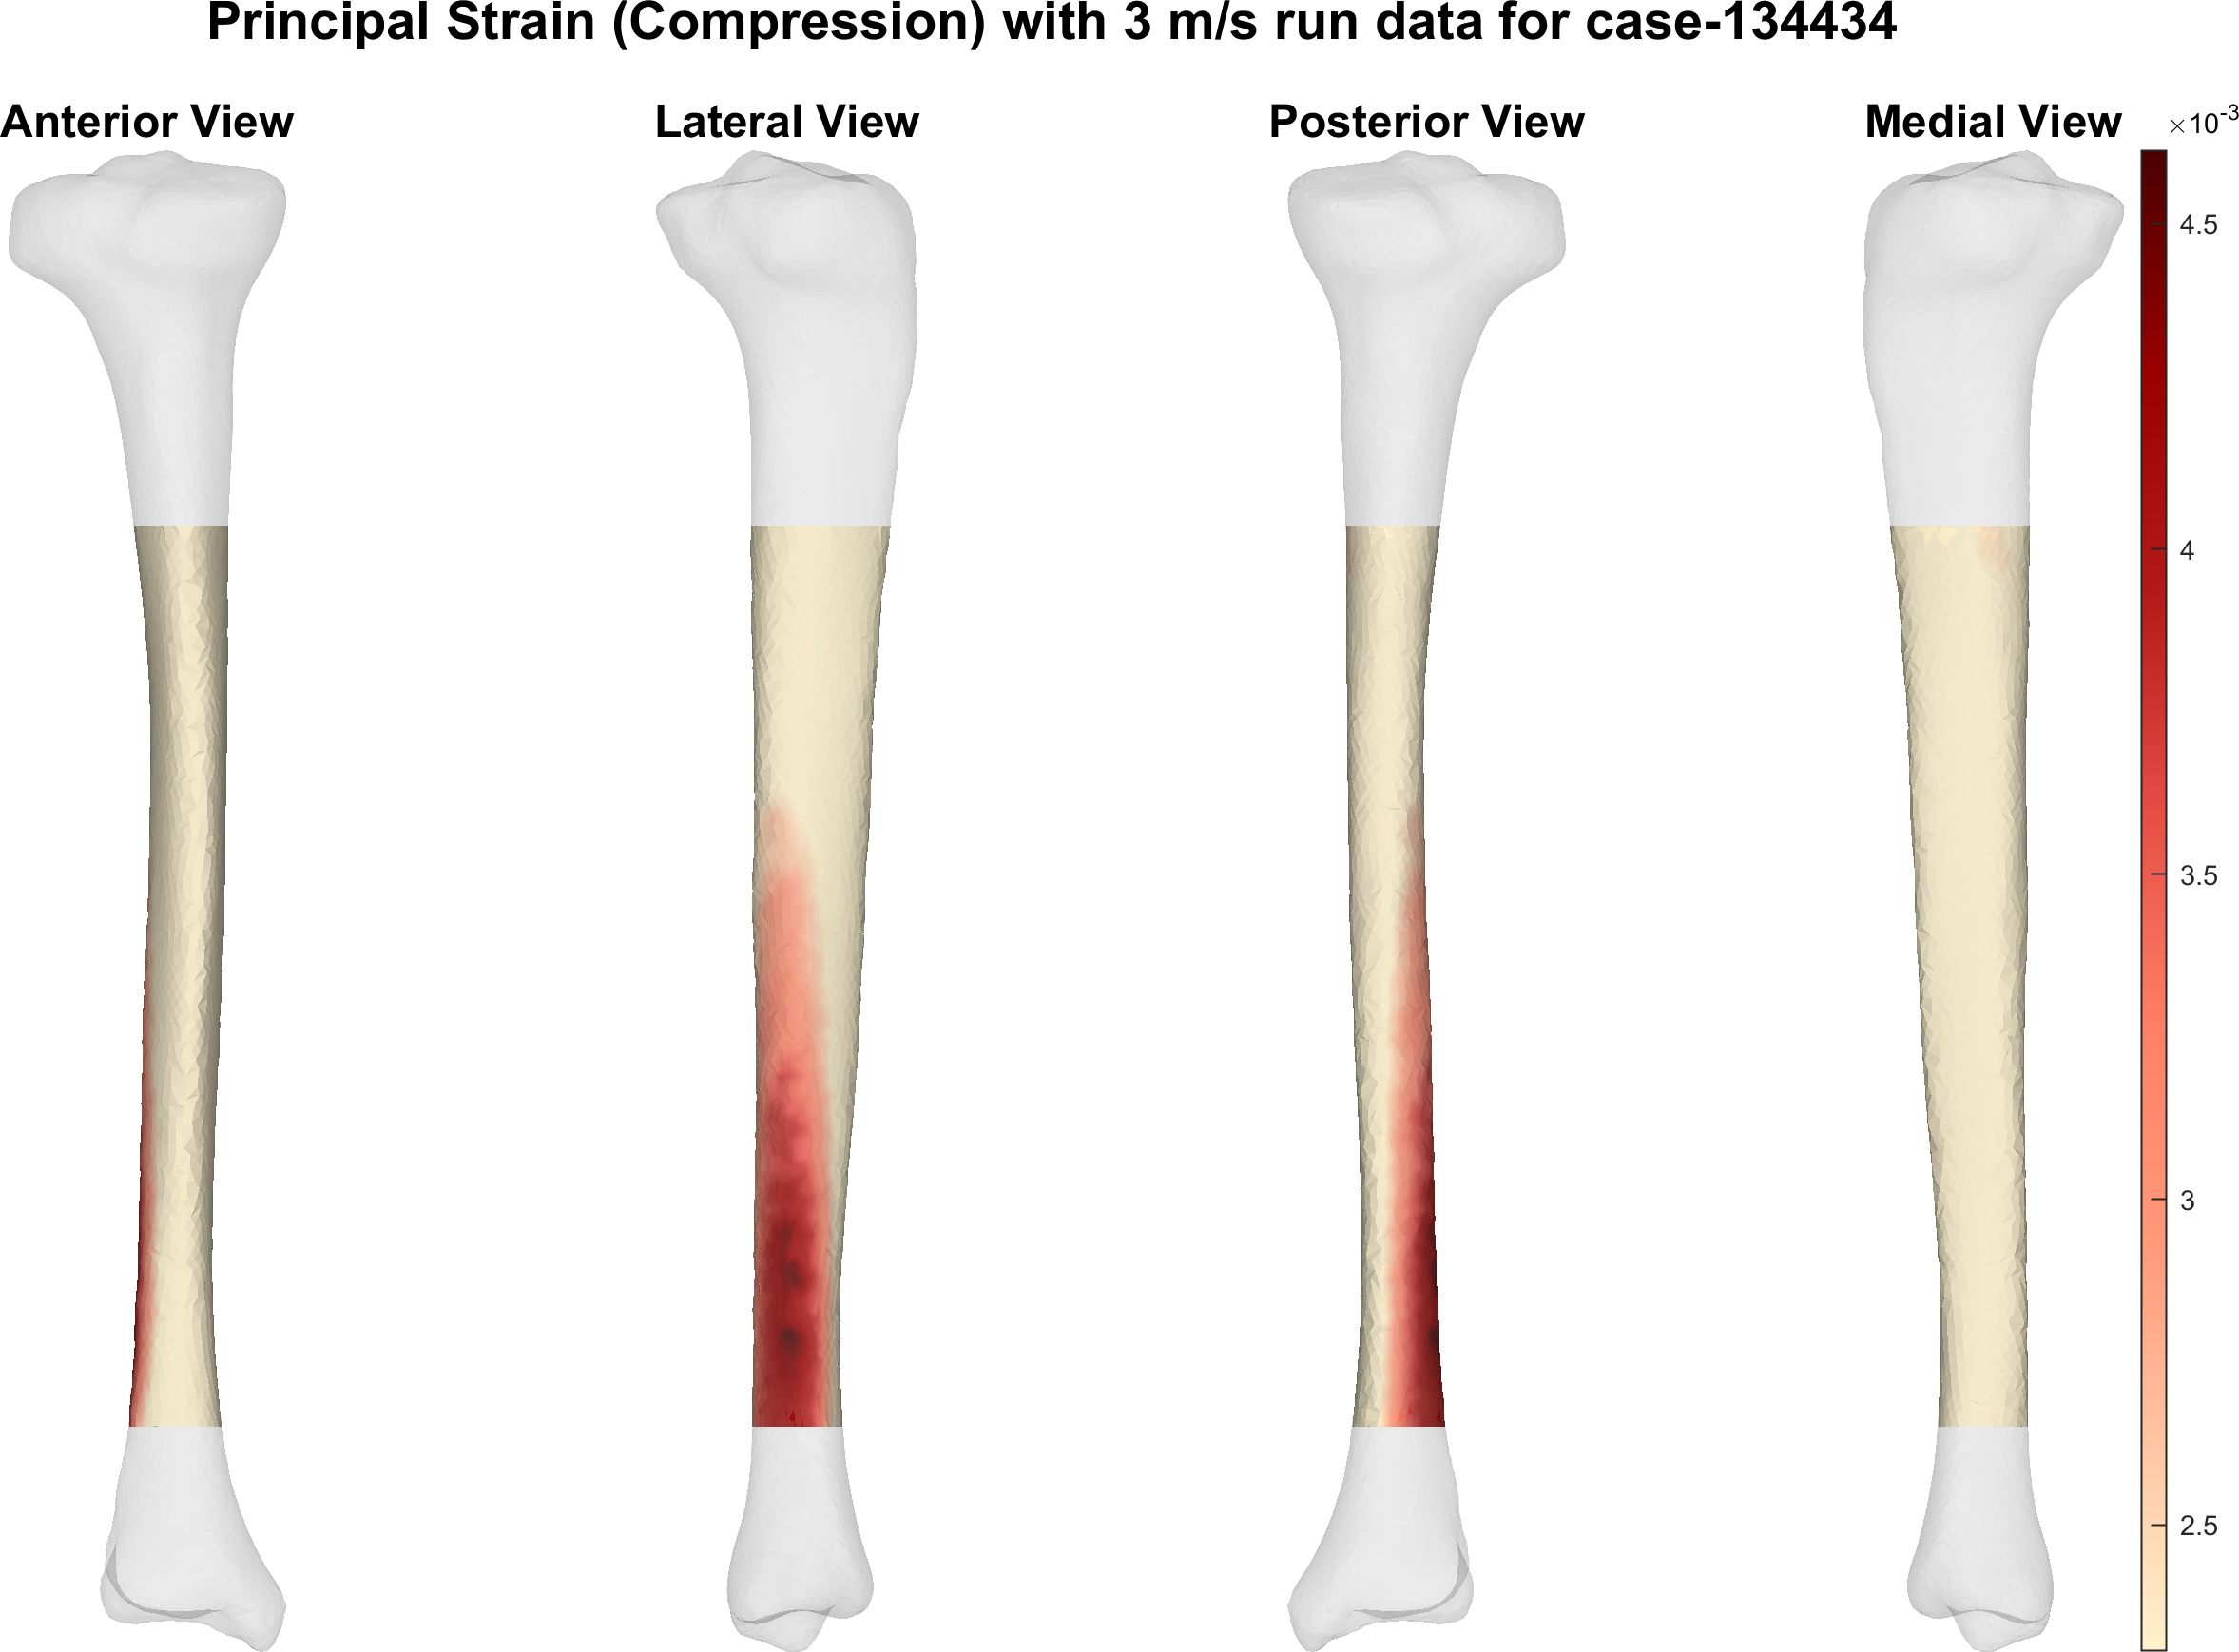 Principal Strain (Compression) with 3 m/s run data for case-134434
Anterior View
Lateral View
Posterior View
Medial View
×10-3
4.5
4
3.5
3
2.5